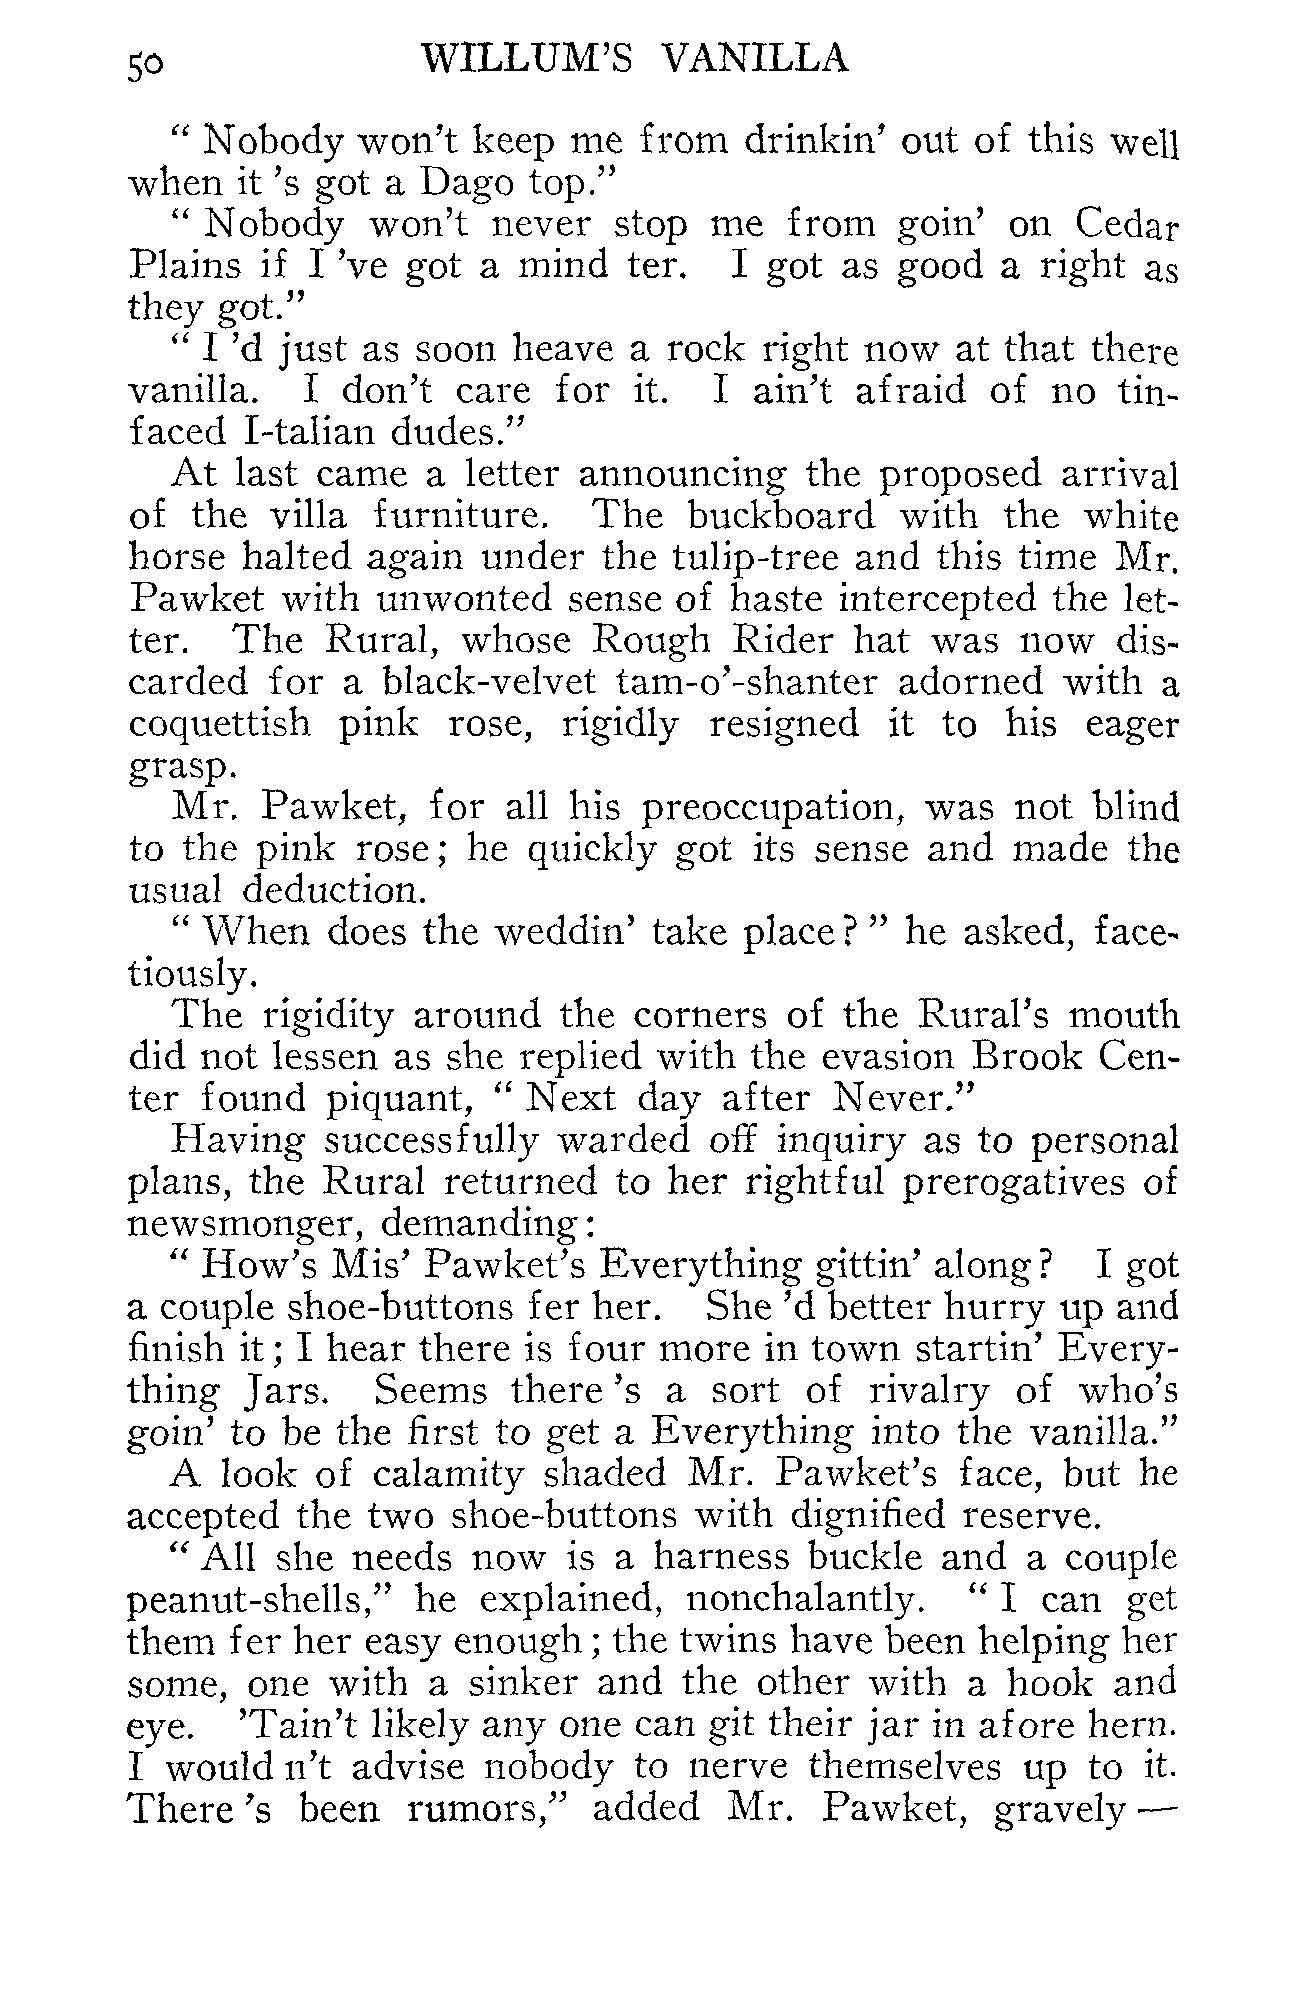 50 WILLUM'S VANILLA
" Nobody won't keep me from drinkin' out of this well
when it 's got a Dago top."
" Nobody won't never stop me from goin' on Cedar
Plains if I 've got a mind ter. I got as good a right as
they got."
" I 'd just as soon heave a rock right now at that there
vanilla. I don't care for it. I ain't afraid of no tin-
faced I-talian dudes."
At last came a letter announcing the proposed arrival
of the villa furniture. The buckboard with the white
horse halted again under the tulip-tree and this time Mr.
Pawket with unwonted sense of haste intercepted the let-
ter. The Rural, whose Rough Rider hat was now dis-
carded for a black-velvet tam-o'-shanter adorned with a
coquettish pink rose, rigidly resigned it to his eager
grasp.
Mr. Pawket, for all his preoccupation, was not blind
to the pink rose; he quickly got its sense and made the
usual deduction.
" When does the weddin' take place? " he asked, face-
tiously.
The rigidity around the corners of the Rural's mouth
did not lessen as she replied with the evasion Brook Cen-
ter found piquant, " Next day after Never."
Having successfully warded off inquiry as to personal
plans, the Rural returned to her rightful prerogatives of
newsmonger, demanding:
" How's Mis' Pawket's Everything gittin' along? I got
a couple shoe-buttons fer her. She 'd better hurry up and
finish it; I hear there is four more in town startin' Every-
thing Jars. Seems there 's a sort of rivalry of who's
goin' to be the first to get a Everything into the vanilla."
A look of calamity shaded Mr. Pawket's face, but he
accepted the two shoe-buttons with dignified reserve.
" All she needs now is a harness buckle and a couple
peanut-shells," he explained, nonchalantly. " I can get
them fer her easy enough; the twins have been helping her
some, one with a sinker and the other with a hook and
eye. 'Tain't likely any one can git their jar in afore hern.
I would n't advise nobody to nerve themselves up to it.
There 's been rumors," added Mr. Pawket, gravely —